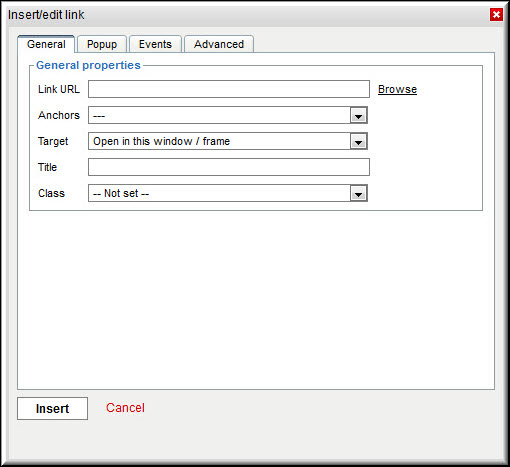 Insert/edit link
General Popup Events Advanced
General properties
Link URL Browse
Anchors ---
Target Open in this window / frame
Title
Class -- Not set --
Insert Cancel